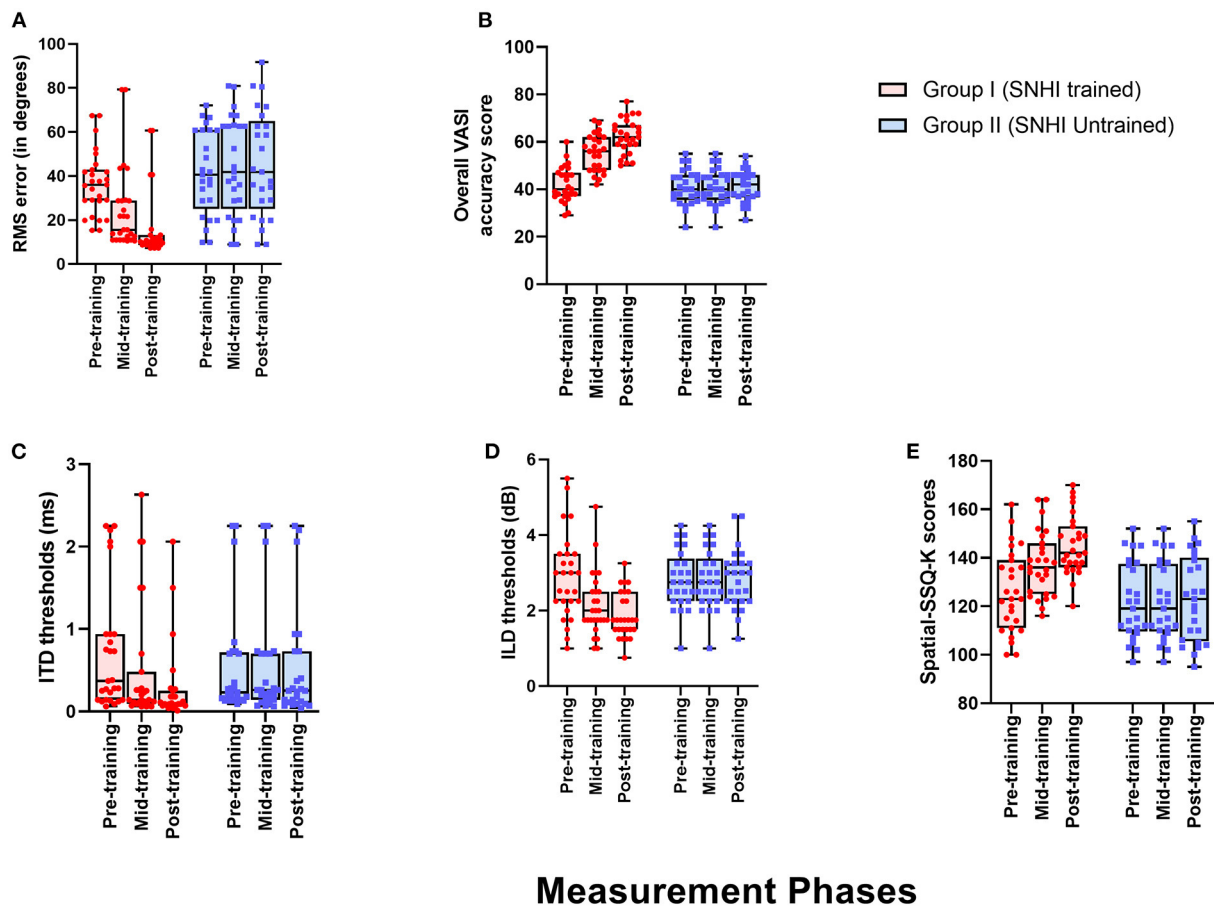 A
RMS error (in degrees)
100
80
60
40
20
0
Pre-training
Mid-training
Post-training
Pre-training
Mid-training
Post-training
B
Overall VASI
accuracy score
100
80
60
40
20
0
Pre-training
Mid-training
Post-training
Pre-training
Mid-training
Post-training
Group I (SNHI trained)
Group II (SNHI Untrained)
C
ITD thresholds (ms)
3
2
1
0
Pre-training
Mid-training
Post-training
Pre-training
Mid-training
Post-training
D
ILD thresholds (dB)
6
4
2
0
Pre-training
Mid-training
Post-training
Pre-training
Mid-training
Post-training
E
Spatial-SSQ-K scores
180
160
140
120
100
80
Pre-training
Mid-training
Post-training
Pre-training
Mid-training
Post-training
Measurement Phases